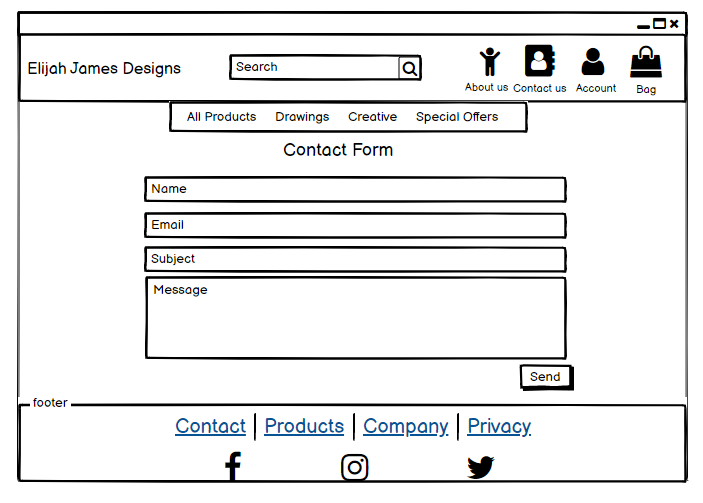 Elijah James Designs
Search
About us Contact us Account Bag
All Products Drawings Creative Special Offers
Contact Form
Name
Email
Subject
Message
Send
footer
Contact | Products | Company | Privacy